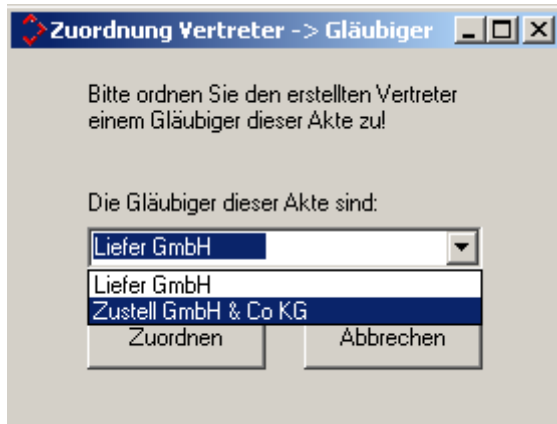 Zuordnung Vertreter -> Gläubiger
Bitte ordnen Sie den erstellten Vertreter
einem Gläubiger dieser Akte zu!
Die Gläubiger dieser Akte sind:
Liefer GmbH
Liefer GmbH
Zustell GmbH & Co KG
Zuordnen Abbrechen